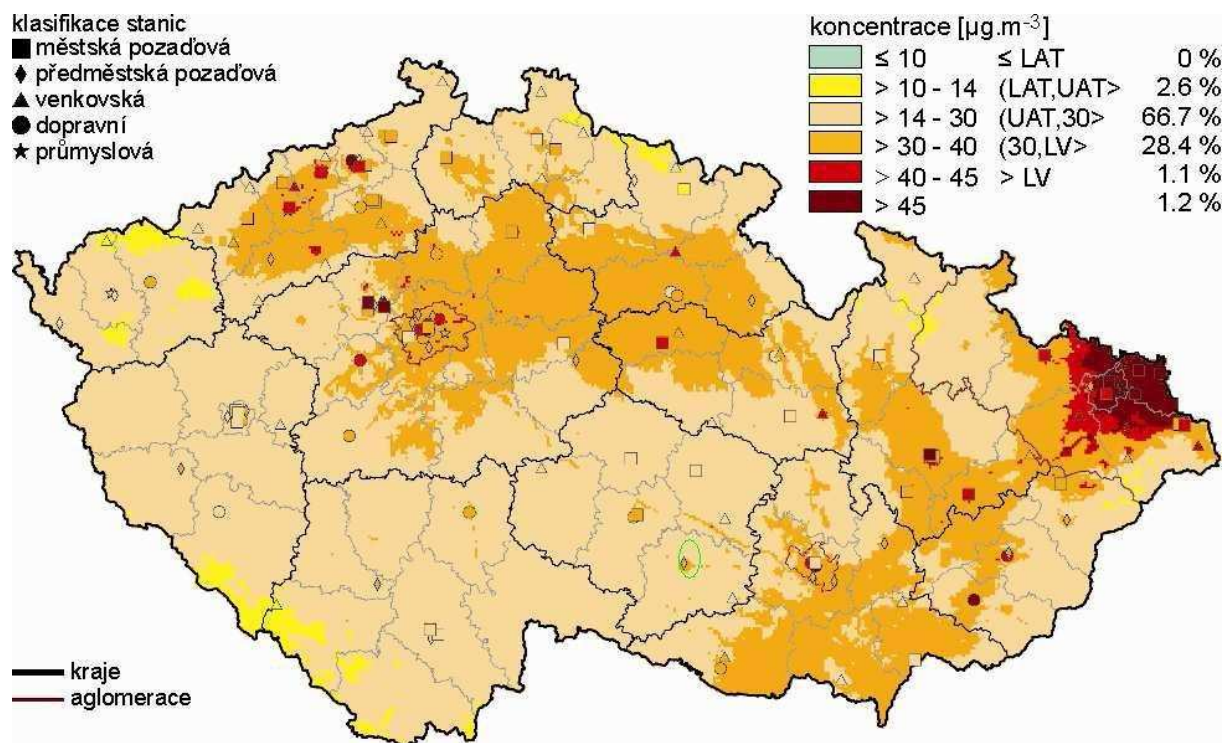 klasifikace stanic
městská pozaďová
předměstská pozaďová
venkovská
dopravní
průmyslová
koncentrace [µg.m-3]
≤ 10 ≤ LAT 0 %
> 10 - 14 (LAT,UAT> 2.6 %
> 14 - 30 (UAT,30> 66.7 %
> 30 - 40 (30,LV> 28.4 %
> 40 - 45 > LV 1.1 %
> 45 1.2 %
kraje
aglomerace